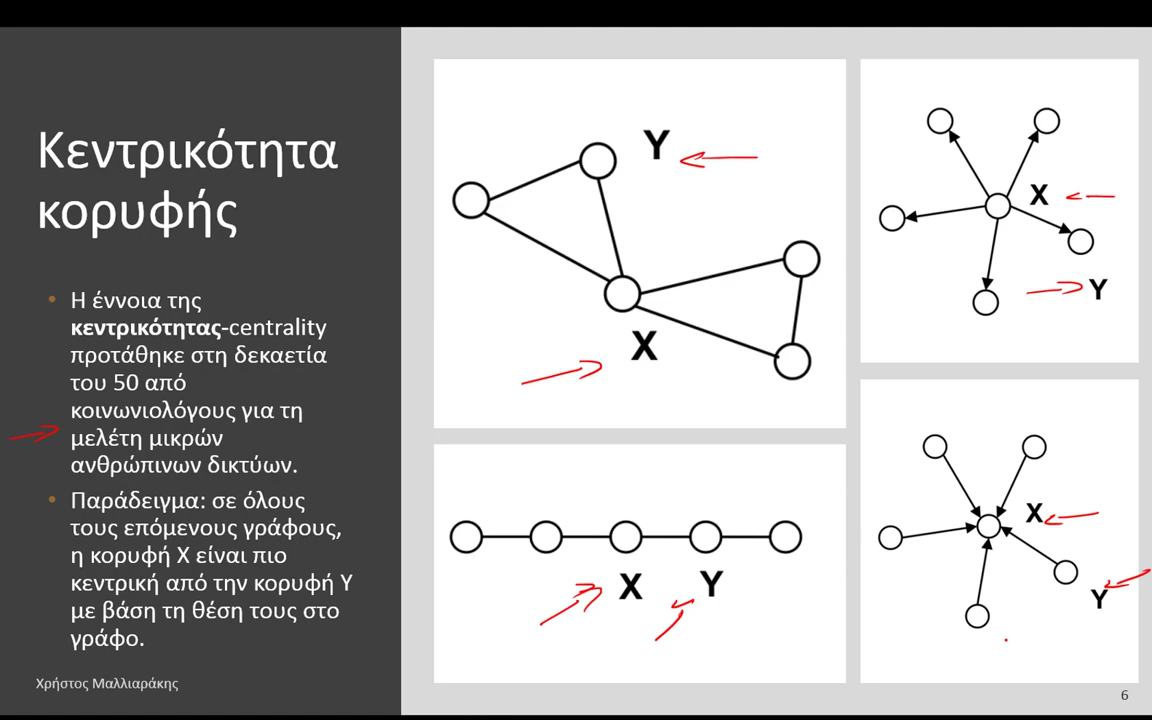 Κεντρικότητα
κορυφής
• Η έννοια της
κεντρικότητας-centrality
προτάθηκε στη δεκαετία
του 50 από
κοινωνιολόγους για τη
μελέτη μικρών
ανθρώπινων δικτύων.
• Παράδειγμα: σε όλους
τους επόμενους γράφους,
η κορυφή Χ είναι πιο
κεντρική από την κορυφή Υ
με βάση τη θέση τους στο
γράφο.
Χρήστος Μαλλιαράκης
Y
X
X
Y
X
Y
X
Y
6